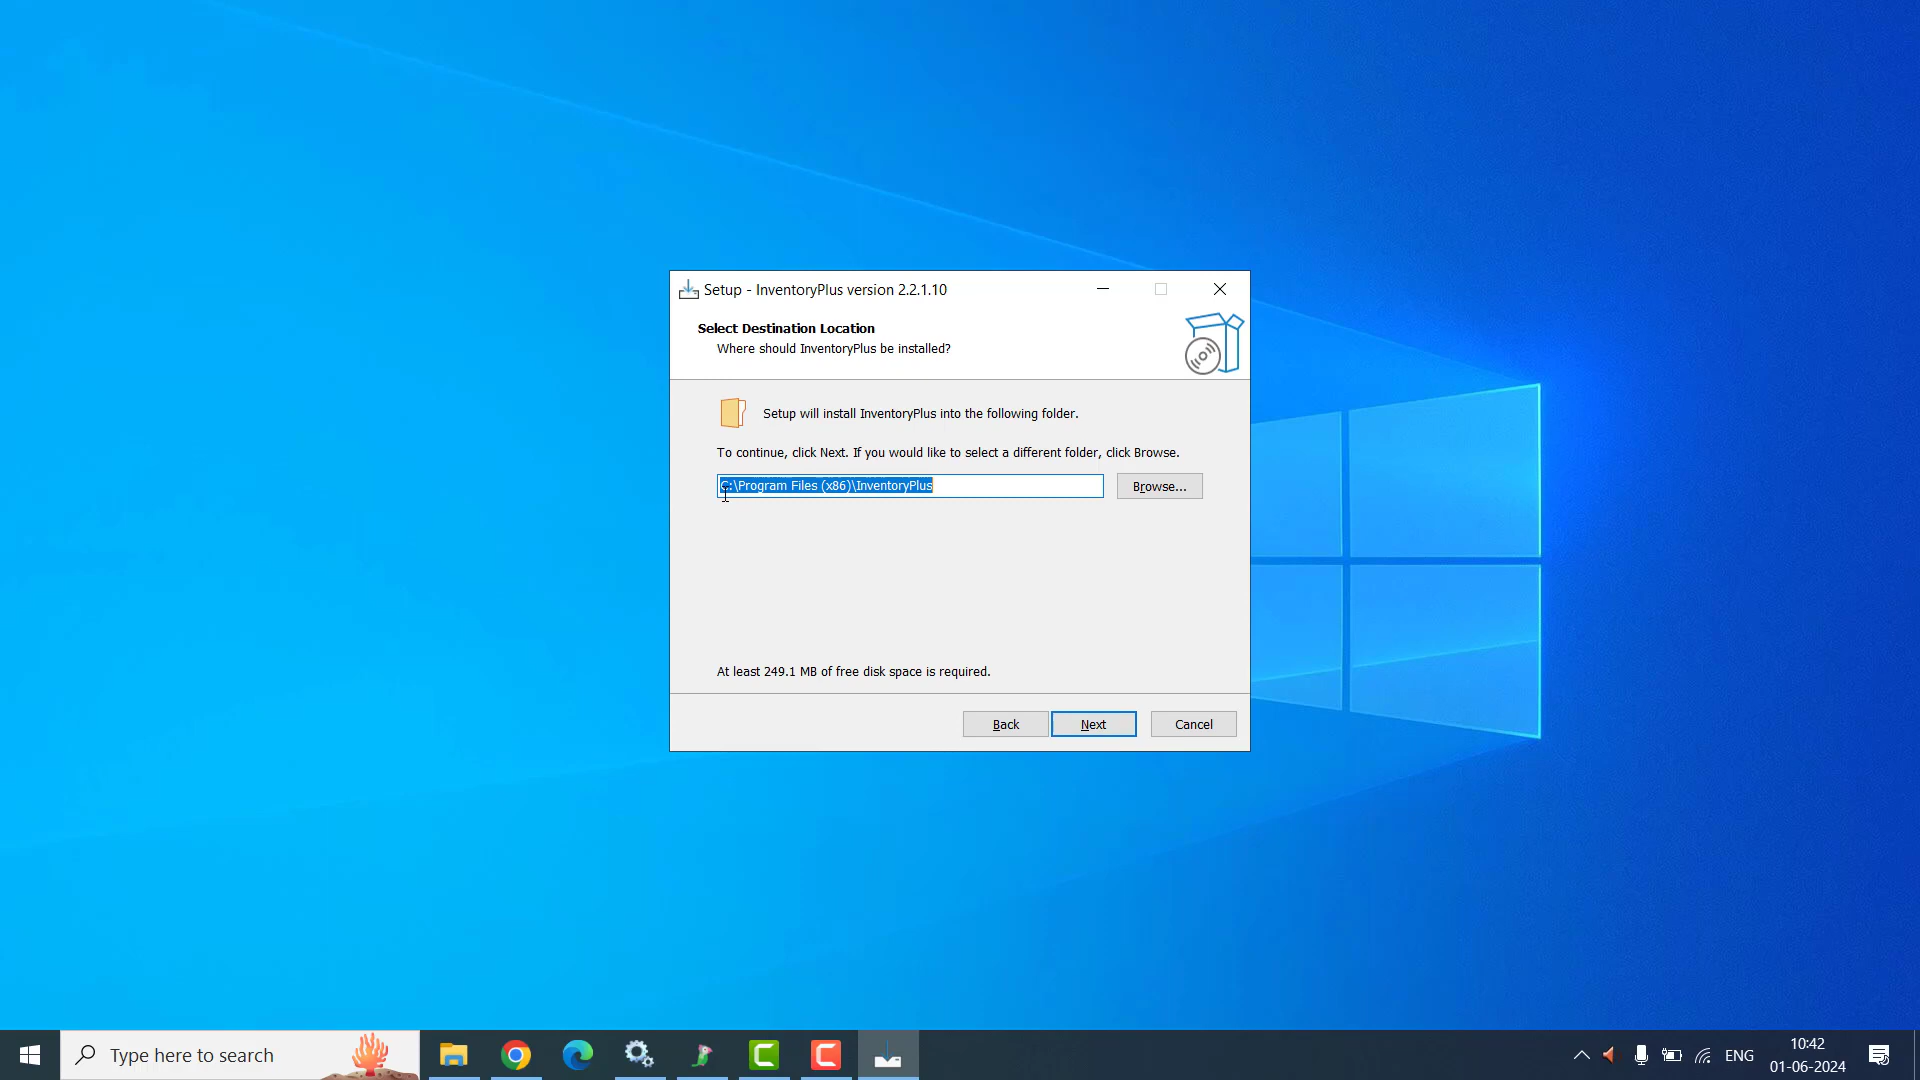 Setup - InventoryPlus version 2.2.1.10
Select Destination Location
Where should InventoryPlus be installed?
Setup will install InventoryPlus into the following folder.
To continue, click Next. If you would like to select a different folder, click Browse.
C:\Program Files (x86)\InventoryPlus
Browse...
At least 249.1 MB of free disk space is required.
Back
Next
Cancel
Type here to search
ENG
10:42
01-06-2024